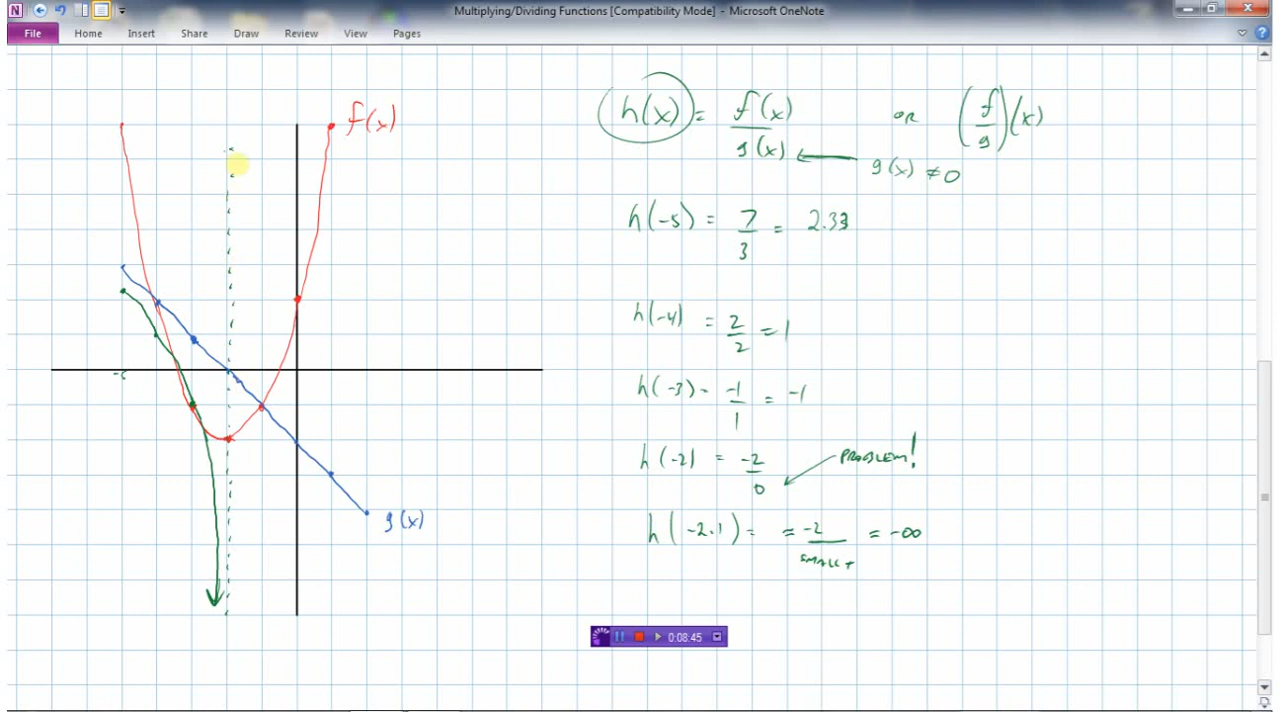 Multiplying/Dividing Functions [Compatibility Mode] - Microsoft OneNote
File Home Insert Share Draw Review View Pages
f(x)
h(x) = f(x)/g(x) OR (f/g)(x)
g(x) ≠ 0
h(-5) = 7/3 = 2.33
h(-4) = 2/2 = 1
h(-3) = -1/1 = -1
-5
h(-2) = -2/0 PROBLEM!
g(x)
h(-2.1) = ≈ -2/SMALL+ = -∞
0:08:45